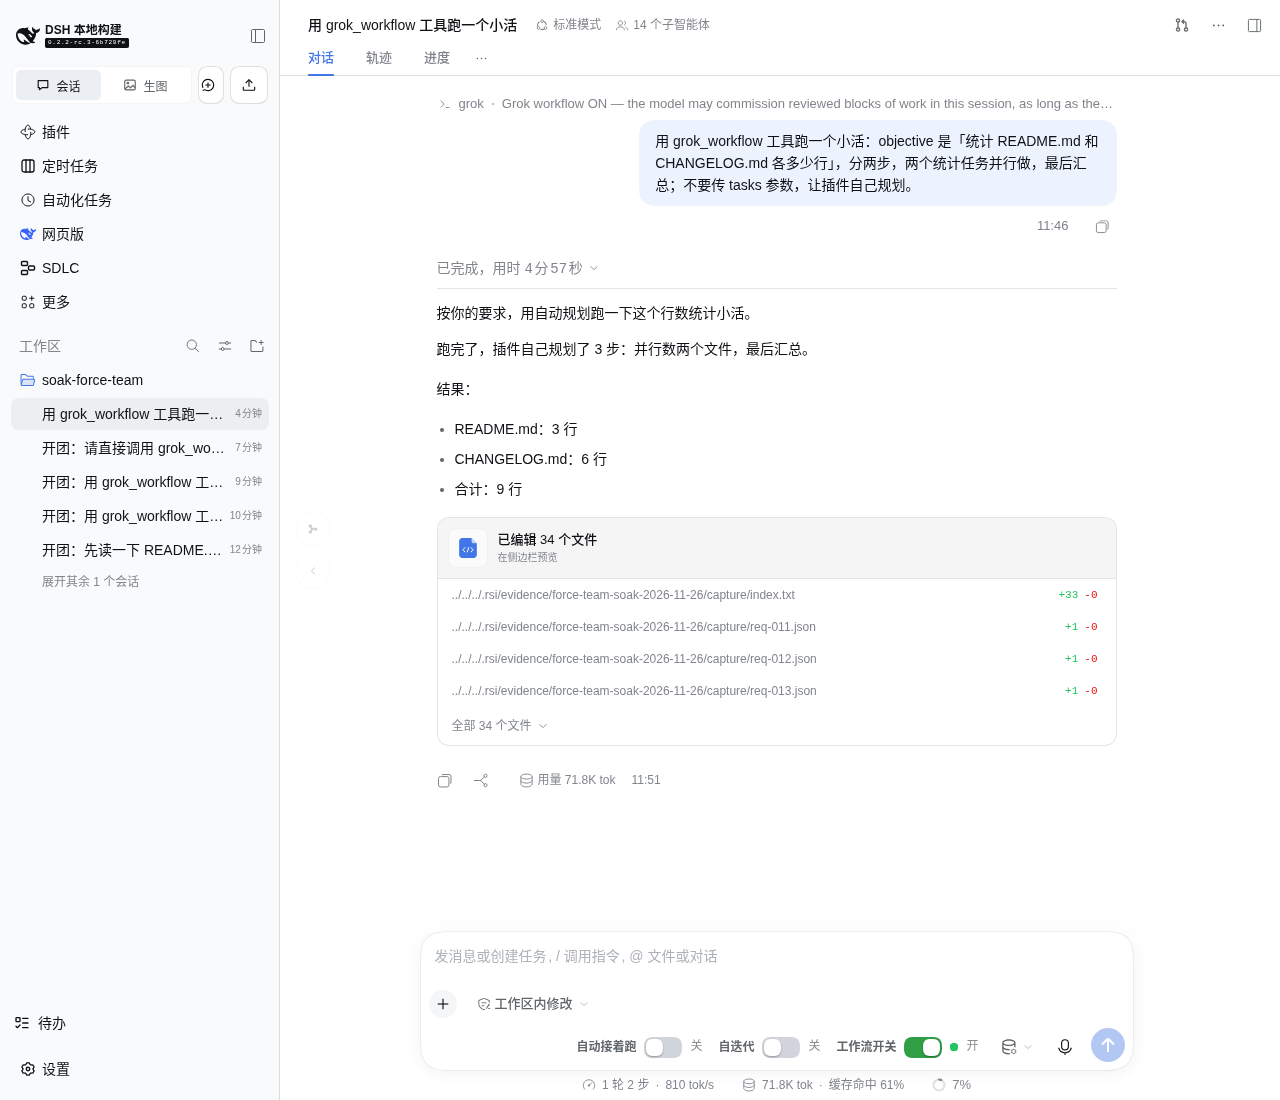 DSH 本地构建
0.2.2-rc.3-6b729fe
会话
生图
插件
定时任务
自动化任务
网页版
SDLC
更多
工作区
soak-force-team
用 grok_workflow 工具跑一… 4分钟
开团：请直接调用 grok_wo… 7分钟
开团：用 grok_workflow 工… 9分钟
开团：用 grok_workflow 工… 10分钟
开团：先读一下 README.… 12分钟
展开其余 1 个会话
待办
设置
用 grok_workflow 工具跑一个小活 标准模式 14 个子智能体
对话 轨迹 进度 …
grok · Grok workflow ON — the model may commission reviewed blocks of work in this session, as long as the…
用 grok_workflow 工具跑一个小活：objective 是「统计 README.md 和
CHANGELOG.md 各多少行」，分两步，两个统计任务并行做，最后汇
总；不要传 tasks 参数，让插件自己规划。
11:46
已完成，用时 4分57秒
按你的要求，用自动规划跑一下这个行数统计小活。
跑完了，插件自己规划了 3 步：并行数两个文件，最后汇总。
结果：
README.md：3 行
CHANGELOG.md：6 行
合计：9 行
已编辑 34 个文件
在侧边栏预览
../../../.rsi/evidence/force-team-soak-2026-11-26/capture/index.txt +33 -0
../../../.rsi/evidence/force-team-soak-2026-11-26/capture/req-011.json +1 -0
../../../.rsi/evidence/force-team-soak-2026-11-26/capture/req-012.json +1 -0
../../../.rsi/evidence/force-team-soak-2026-11-26/capture/req-013.json +1 -0
全部 34 个文件
用量 71.8K tok 11:51
发消息或创建任务, / 调用指令, @ 文件或对话
工作区内修改
自动接着跑 关 自迭代 关 工作流开关 开
1 轮 2 步 · 810 tok/s 71.8K tok · 缓存命中 61% 7%